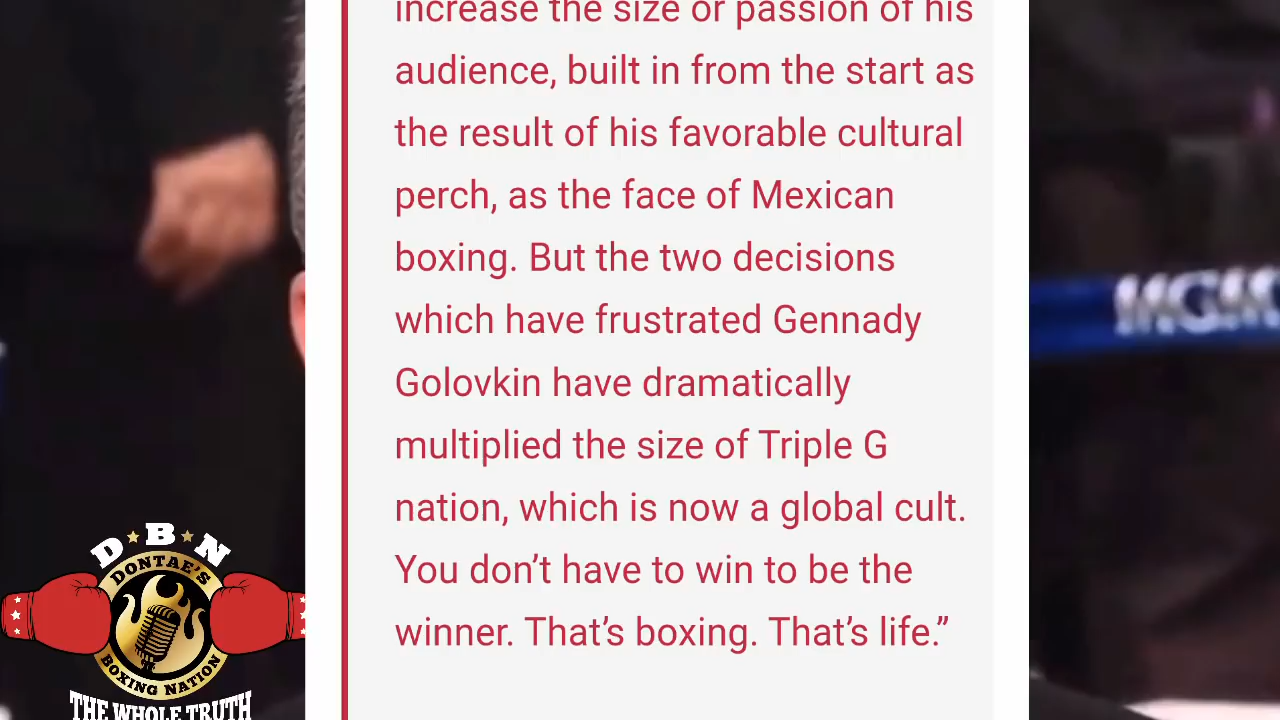 increase the size or passion of his
audience, built in from the start as
the result of his favorable cultural
perch, as the face of Mexican
boxing. But the two decisions
which have frustrated Gennady
Golovkin have dramatically
multiplied the size of Triple G
nation, which is now a global cult.
You don’t have to win to be the
winner. That’s boxing. That’s life.”
MGM
D★B★N
DONTAE'S
BOXING NATION
THE WHOLE TRUTH